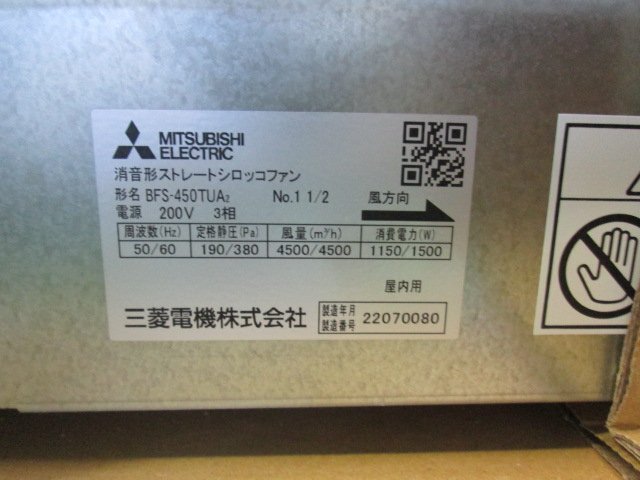 MITSUBISHI
ELECTRIC
消音形ストレートシロッコファン
形名 BFS-450TUA₂ No.1 1/2 風方向
電源 200V 3相
周波数(Hz) 定格静圧(Pa) 風量(m³/h) 消費電力(W)
50/60 190/380 4500/4500 1150/1500
屋内用
三菱電機株式会社
製造年月
製造番号 22070080